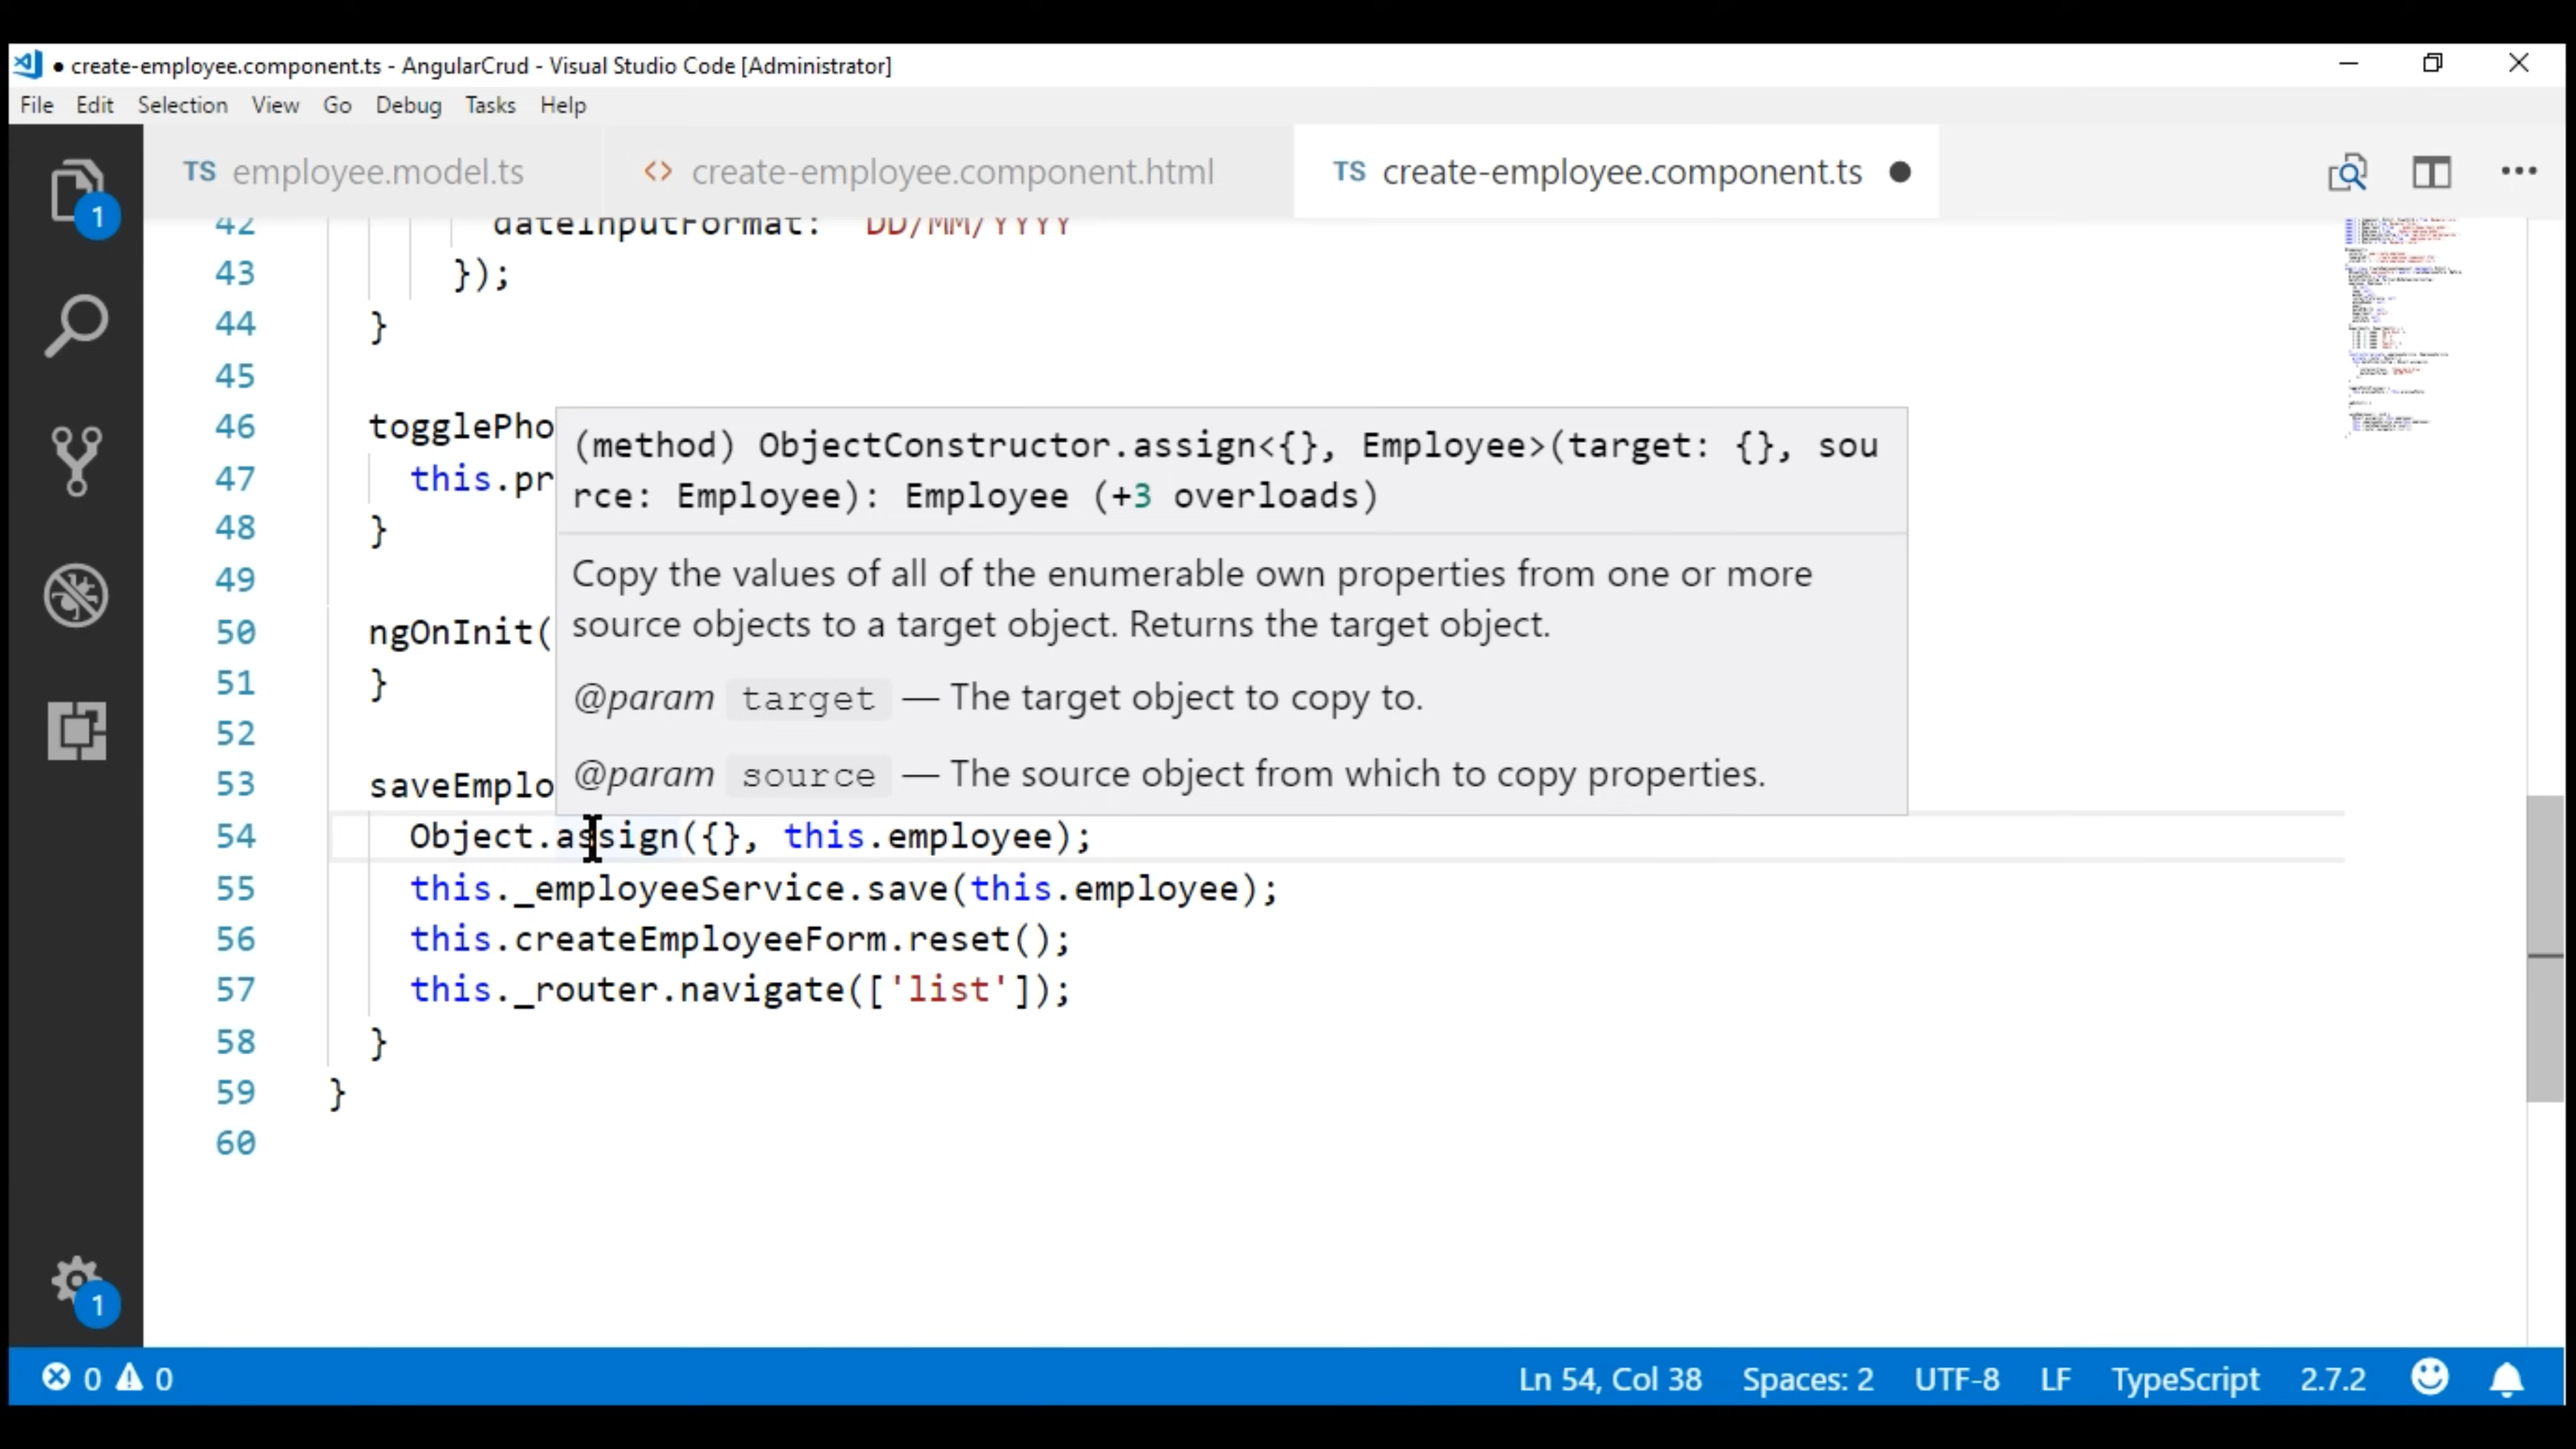 ● create-employee.component.ts - AngularCrud - Visual Studio Code [Administrator]
File Edit Selection View Go Debug Tasks Help
TS employee.model.ts <> create-employee.component.html TS create-employee.component.ts ●
42 dateInputFormat: 'DD/MM/YYYY'
43 });
44 }
45
46 togglePho
47 this.pr
48 }
49
50 ngOnInit(
51 }
52
53 saveEmplo
(method) ObjectConstructor.assign<{}, Employee>(target: {}, sou
rce: Employee): Employee (+3 overloads)
Copy the values of all of the enumerable own properties from one or more
source objects to a target object. Returns the target object.
@param target — The target object to copy to.
@param source — The source object from which to copy properties.
54 Object.assign({}, this.employee);
55 this._employeeService.save(this.employee);
56 this.createEmployeeForm.reset();
57 this._router.navigate(['list']);
58 }
59 }
60
1
1
0 0 Ln 54, Col 38 Spaces: 2 UTF-8 LF TypeScript 2.7.2